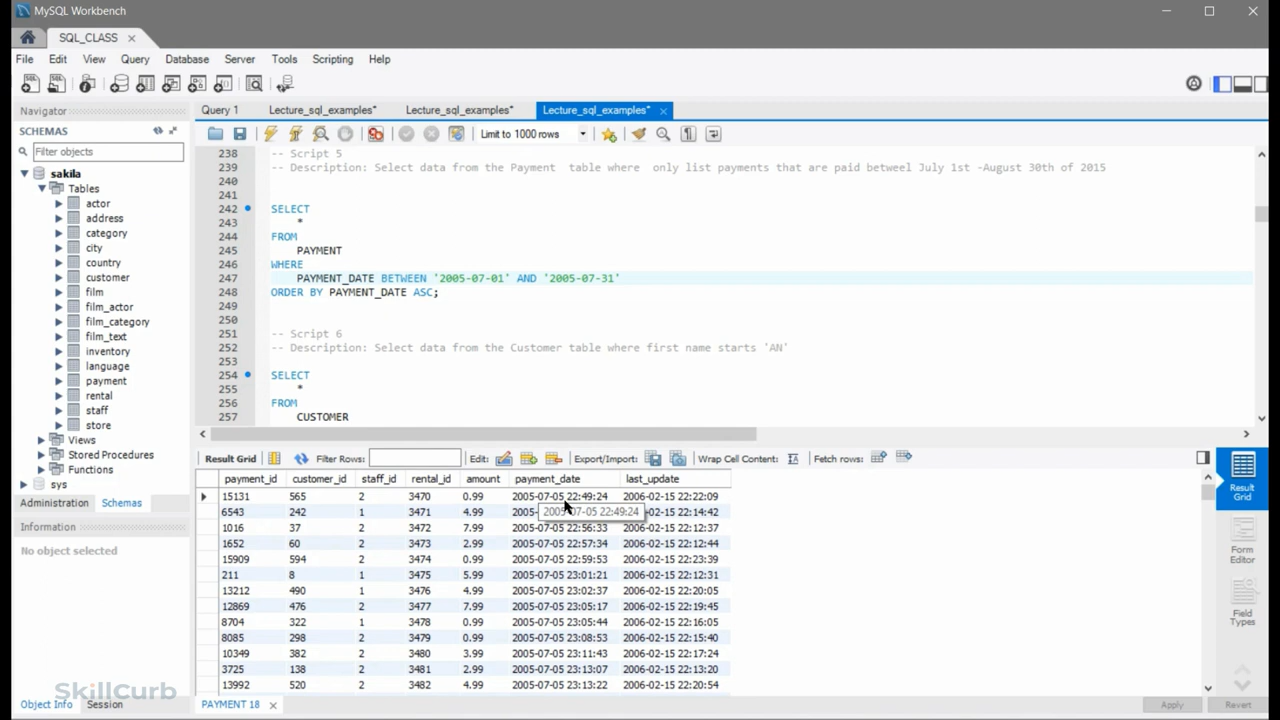 MySQL Workbench
SQL_CLASS
File Edit View Query Database Server Tools Scripting Help
Navigator
SCHEMAS
Filter objects
sakila
Tables
actor
address
category
city
country
customer
film
film_actor
film_category
film_text
inventory
language
payment
rental
staff
store
Views
Stored Procedures
Functions
sys
Administration Schemas
Information
No object selected
Object Info Session
Query 1 Lecture_sql_examples* Lecture_sql_examples* Lecture_sql_examples*
Limit to 1000 rows
238 -- Script 5
239 -- Description: Select data from the Payment  table where  only list payments that are paid betweel July 1st -August 30th of 2015
240
241
242 SELECT
243 *
244 FROM
245 PAYMENT
246 WHERE
247 PAYMENT_DATE BETWEEN '2005-07-01' AND '2005-07-31'
248 ORDER BY PAYMENT_DATE ASC;
249
250
251 -- Script 6
252 -- Description: Select data from the Customer table where first name starts 'AN'
253
254 SELECT
255 *
256 FROM
257 CUSTOMER
Result Grid Filter Rows: Edit: Export/Import: Wrap Cell Content: Fetch rows:
payment_id customer_id staff_id rental_id amount payment_date last_update
15131 565 2 3470 0.99 2005-07-05 22:49:24 2006-02-15 22:22:09
6543 242 1 3471 4.99 2005- 2005-07-05 22:49:24 -02-15 22:14:42
1016 37 2 3472 7.99 2005-07-05 22:56:33 2006-02-15 22:12:37
1652 60 2 3473 2.99 2005-07-05 22:57:34 2006-02-15 22:12:44
15909 594 2 3474 0.99 2005-07-05 22:59:53 2006-02-15 22:23:39
211 8 1 3475 5.99 2005-07-05 23:01:21 2006-02-15 22:12:31
13212 490 1 3476 4.99 2005-07-05 23:02:37 2006-02-15 22:20:05
12869 476 2 3477 7.99 2005-07-05 23:05:17 2006-02-15 22:19:45
8704 322 1 3478 0.99 2005-07-05 23:05:44 2006-02-15 22:16:05
8085 298 2 3479 0.99 2005-07-05 23:08:53 2006-02-15 22:15:40
10349 382 2 3480 3.99 2005-07-05 23:11:43 2006-02-15 22:17:24
3725 138 2 3481 2.99 2005-07-05 23:13:07 2006-02-15 22:13:20
13992 520 2 3482 4.99 2005-07-05 23:13:22 2006-02-15 22:20:54
PAYMENT 18
Result
Grid
Form
Editor
Field
Types
Apply Revert
SkillCurb